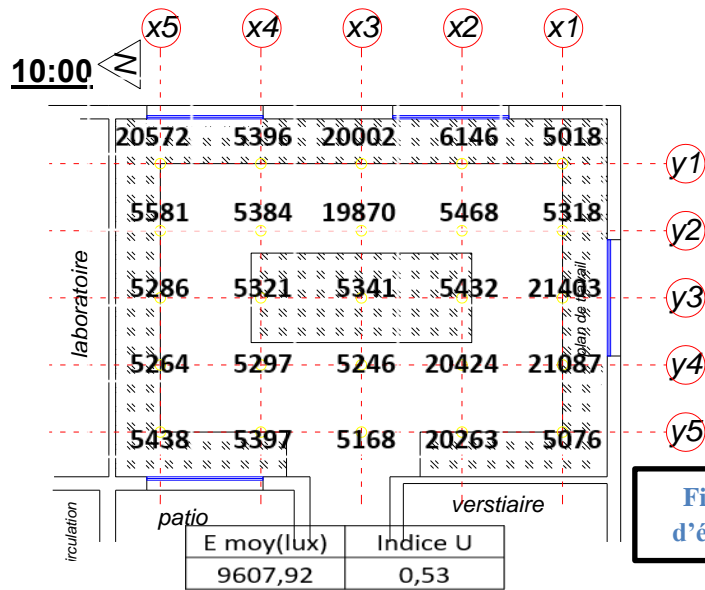 x5 x4 x3 x2 x1
N
10:00
20572 5396 20002 6146 5018
y1
5581 5384 19870 5468 5318
y2
laboratoire
5286 5321 5341 5432 21403
plan de travail
y3
5264 5297 5246 20424 21087
y4
5438 5397 5168 20263 5076
y5
irculation
patio
verstiaire
Fi
d'é
E moy(lux) Indice U
9607,92 0,53